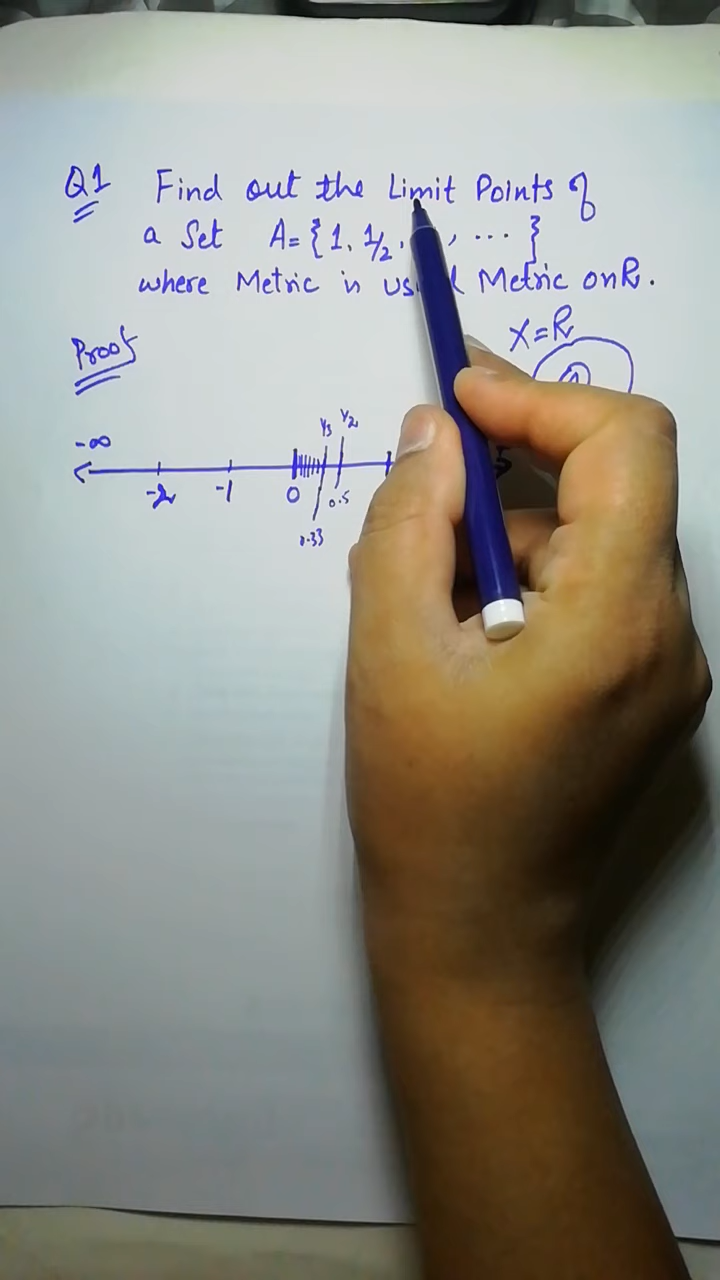 Q1 Find out the Limit Points of
a Set A= { 1, 1/2, , ... }
where Metric is Metric on R.
Proof
X=R
-∞ 1/3 1/2
-2 -1 0 0.5
0.33